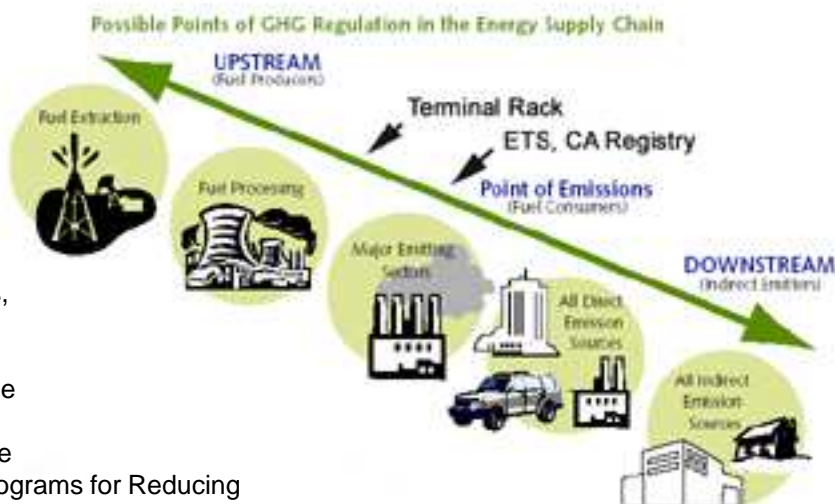 Possible Points of GHG Regulation in the Energy Supply Chain
UPSTREAM
(Fuel Producers)
Fuel Extraction
Terminal Rack
ETS, CA Registry
Fuel Processing
Point of Emissions
(Fuel Consumers)
Major Emitting
Sectors
DOWNSTREAM
(Indirect Emitters)
All Direct
Emission
Sources
All Indirect
Emission
Sources
,
e
e
ograms for Reducing